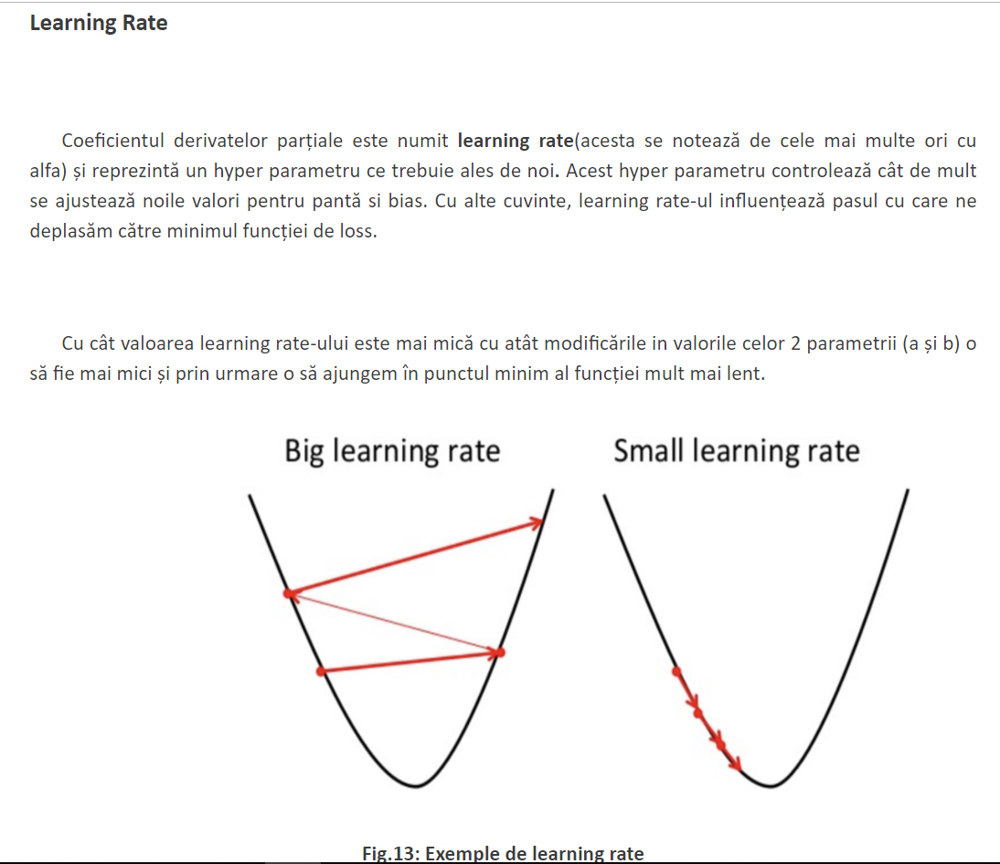 Learning Rate
Coeficientul derivatelor parțiale este numit learning rate(acesta se notează de cele mai multe ori cu
alfa) și reprezintă un hyper parametru ce trebuie ales de noi. Acest hyper parametru controlează cât de mult
se ajustează noile valori pentru pantă si bias. Cu alte cuvinte, learning rate-ul influențează pasul cu care ne
deplasăm către minimul funcției de loss.
Cu cât valoarea learning rate-ului este mai mică cu atât modificările in valorile celor 2 parametrii (a și b) o
să fie mai mici și prin urmare o să ajungem în punctul minim al funcției mult mai lent.
Big learning rate
Small learning rate
Fig.13: Exemple de learning rate